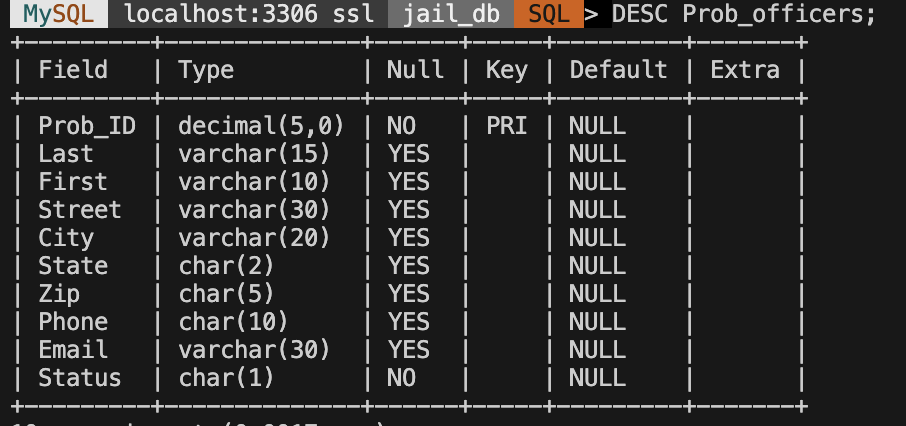 MySQL localhost:3306 ssl jail_db SQL > DESC Prob_officers;
+---------+--------------+------+-----+---------+-------+
| Field   | Type         | Null | Key | Default | Extra |
+---------+--------------+------+-----+---------+-------+
| Prob_ID | decimal(5,0) | NO   | PRI | NULL    |       |
| Last    | varchar(15)  | YES  |     | NULL    |       |
| First   | varchar(10)  | YES  |     | NULL    |       |
| Street  | varchar(30)  | YES  |     | NULL    |       |
| City    | varchar(20)  | YES  |     | NULL    |       |
| State   | char(2)      | YES  |     | NULL    |       |
| Zip     | char(5)      | YES  |     | NULL    |       |
| Phone   | char(10)     | YES  |     | NULL    |       |
| Email   | varchar(30)  | YES  |     | NULL    |       |
| Status  | char(1)      | NO   |     | NULL    |       |
+---------+--------------+------+-----+---------+-------+